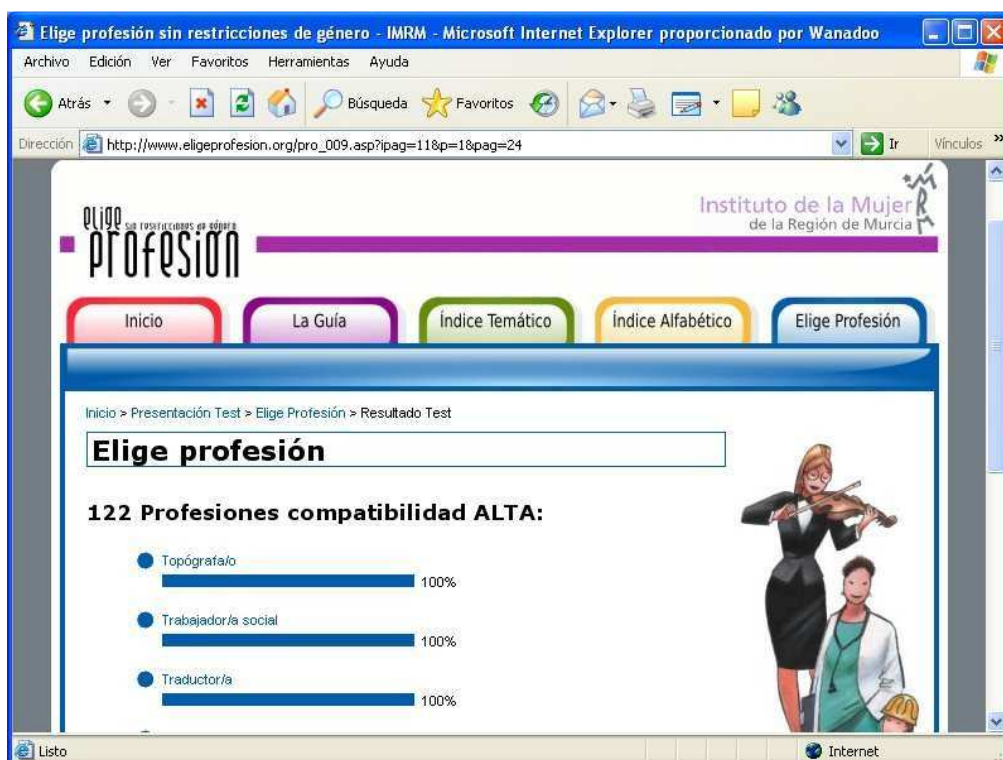 Elige profesión sin restricciones de género - IMRM - Microsoft Internet Explorer proporcionado por Wanadoo
Archivo Edición Ver Favoritos Herramientas Ayuda
Atrás Búsqueda Favoritos
Dirección http://www.eligeprofesion.org/pro_009.asp?ipag=11&p=1&pag=24 Ir Vínculos »
elige sin restricciones de género
profesión
Instituto de la Mujer
de la Región de Murcia
Inicio La Guía Índice Temático Índice Alfabético Elige Profesión
Inicio > Presentación Test > Elige Profesión > Resultado Test
Elige profesión
122 Profesiones compatibilidad ALTA:
Topógrafa/o
100%
Trabajador/a social
100%
Traductor/a
100%
Listo Internet